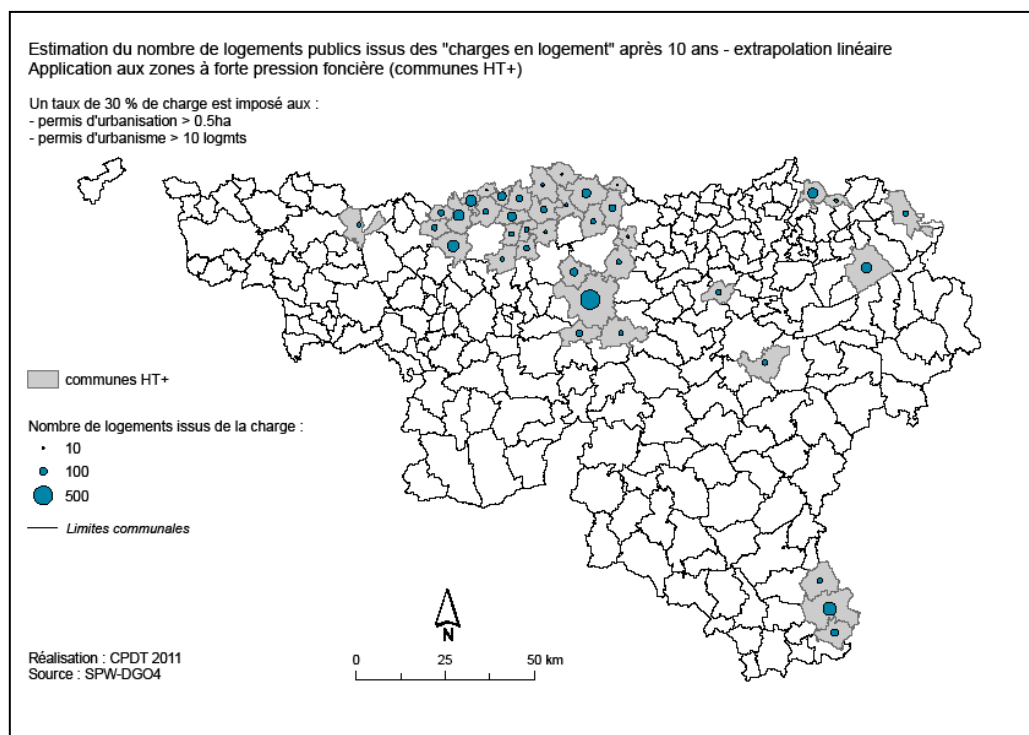 Estimation du nombre de logements publics issus des "charges en logement" après 10 ans - extrapolation linéaire
Application aux zones à forte pression foncière (communes HT+)
Un taux de 30 % de charge est imposé aux :
- permis d'urbanisation > 0.5ha
- permis d'urbanisme > 10 logmts
communes HT+
Nombre de logements issus de la charge :
10
100
500
Limites communales
N
Réalisation : CPDT 2011
Source : SPW-DGO4
0 25 50 km